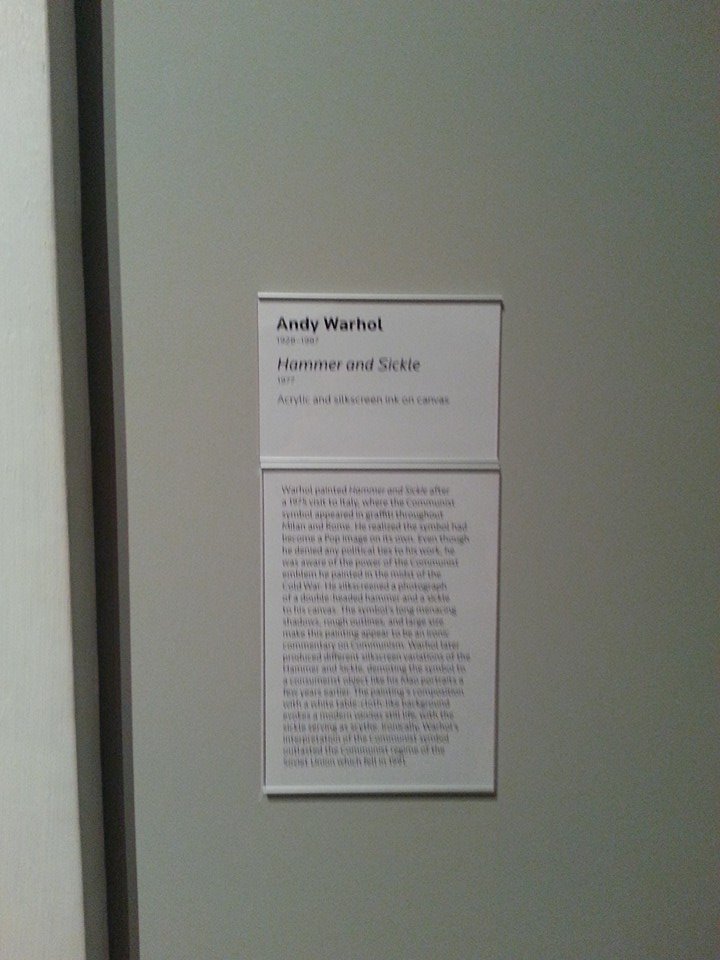 Andy Warhol
1928–1987
Hammer and Sickle
1977
Acrylic and silkscreen ink on canvas
Warhol painted Hammer and Sickle after
a 1975 visit to Italy, where the Communist
symbol appeared in graffiti throughout
Milan and Rome. He realized the symbol had
become a Pop image on its own. Even though
he denied any political ties to his work, he
was aware of the power of the Communist
emblem he painted in the midst of the
Cold War. He silkscreened a photograph
of a double-headed hammer and a sickle
to his canvas. The symbol's long menacing
shadows, rough outlines, and large size
make this painting appear to be an ironic
commentary on Communism. Warhol later
produced different silkscreen variations of the
Hammer and Sickle, demoting the symbol to
a consumerist object like his Mao portraits a
few years earlier. The painting's composition
with a white table-cloth-like background
evokes a modern vanitas still life, with the
sickle serving as scythe. Ironically, Warhol's
interpretation of the Communist symbol
outlasted the Communist regime of the
Soviet Union which fell in 1991.